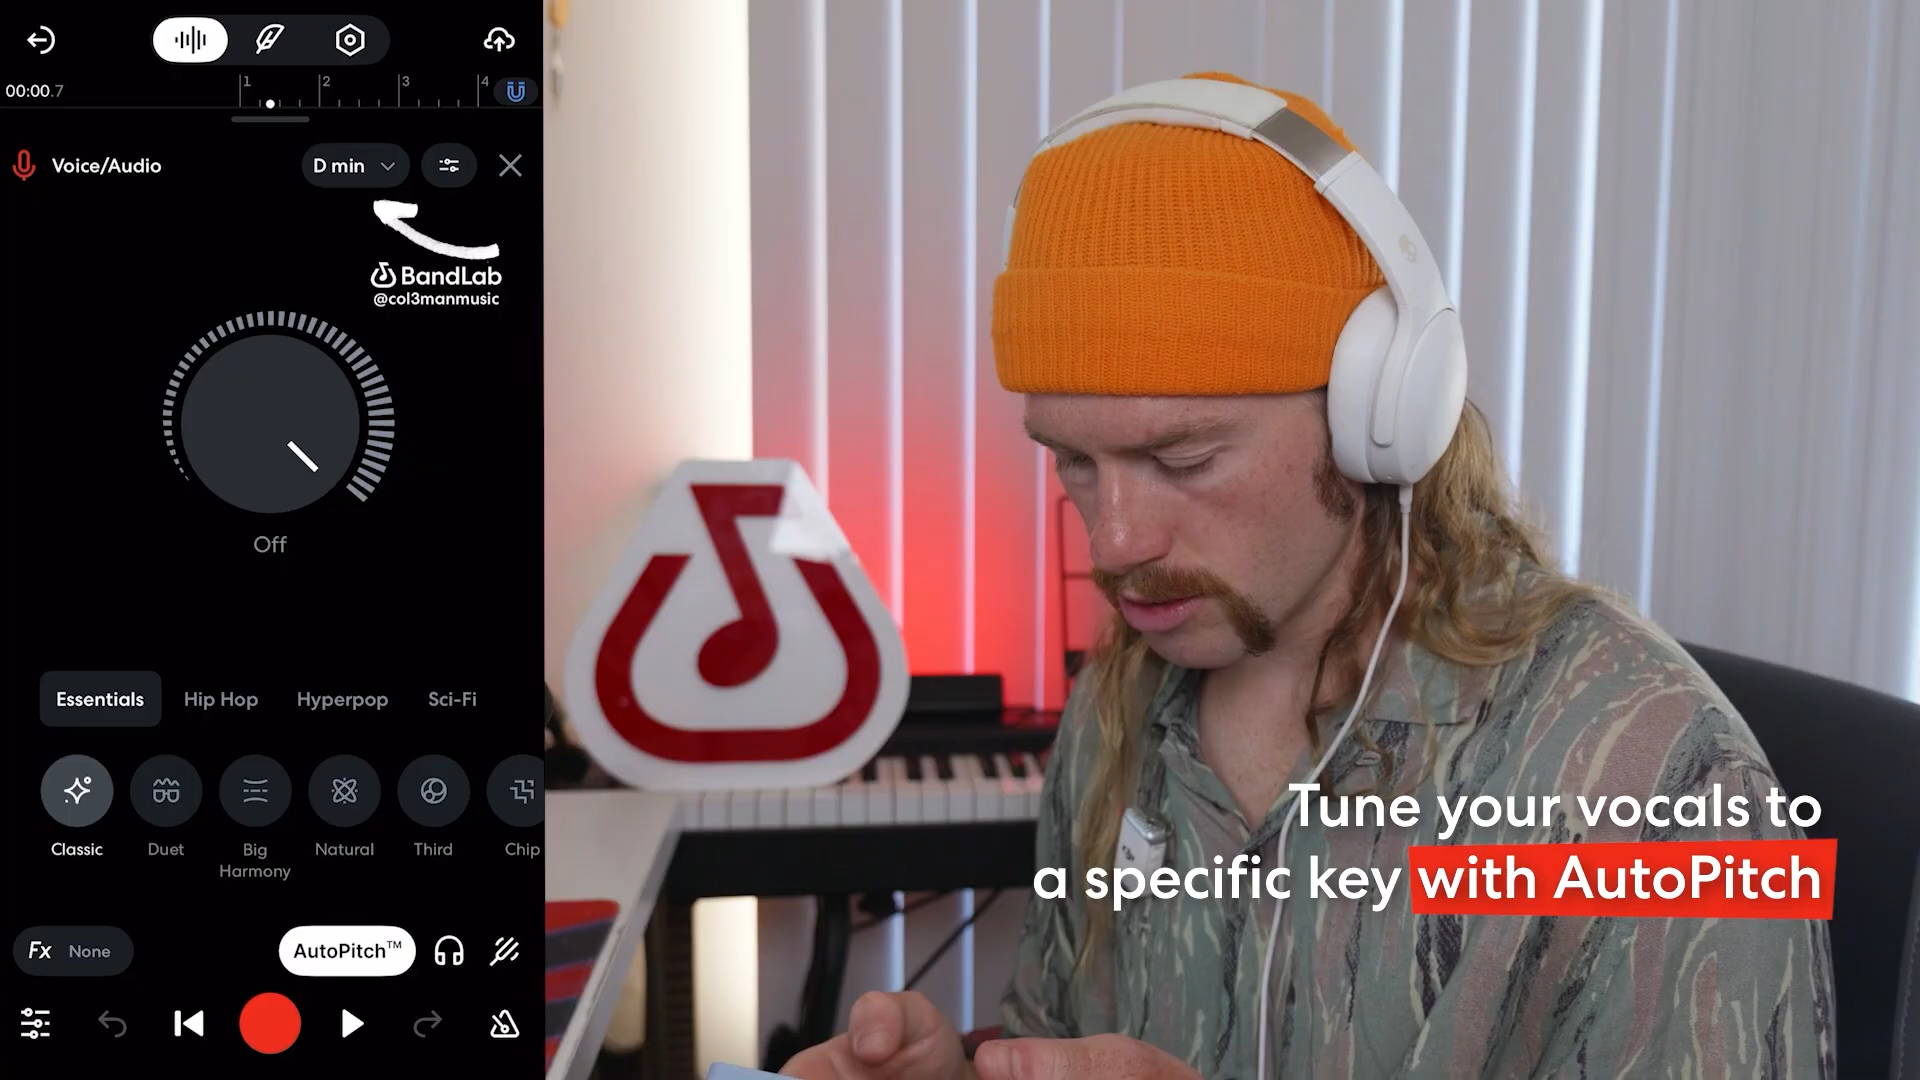 00:00.7
1
2
3
4
Voice/Audio
D min
BandLab
@col3manmusic
Off
Essentials
Hip Hop
Hyperpop
Sci-Fi
Classic
Duet
Big
Harmony
Natural
Third
Chip
Fx None
AutoPitch™
Tune your vocals to
a specific key with AutoPitch